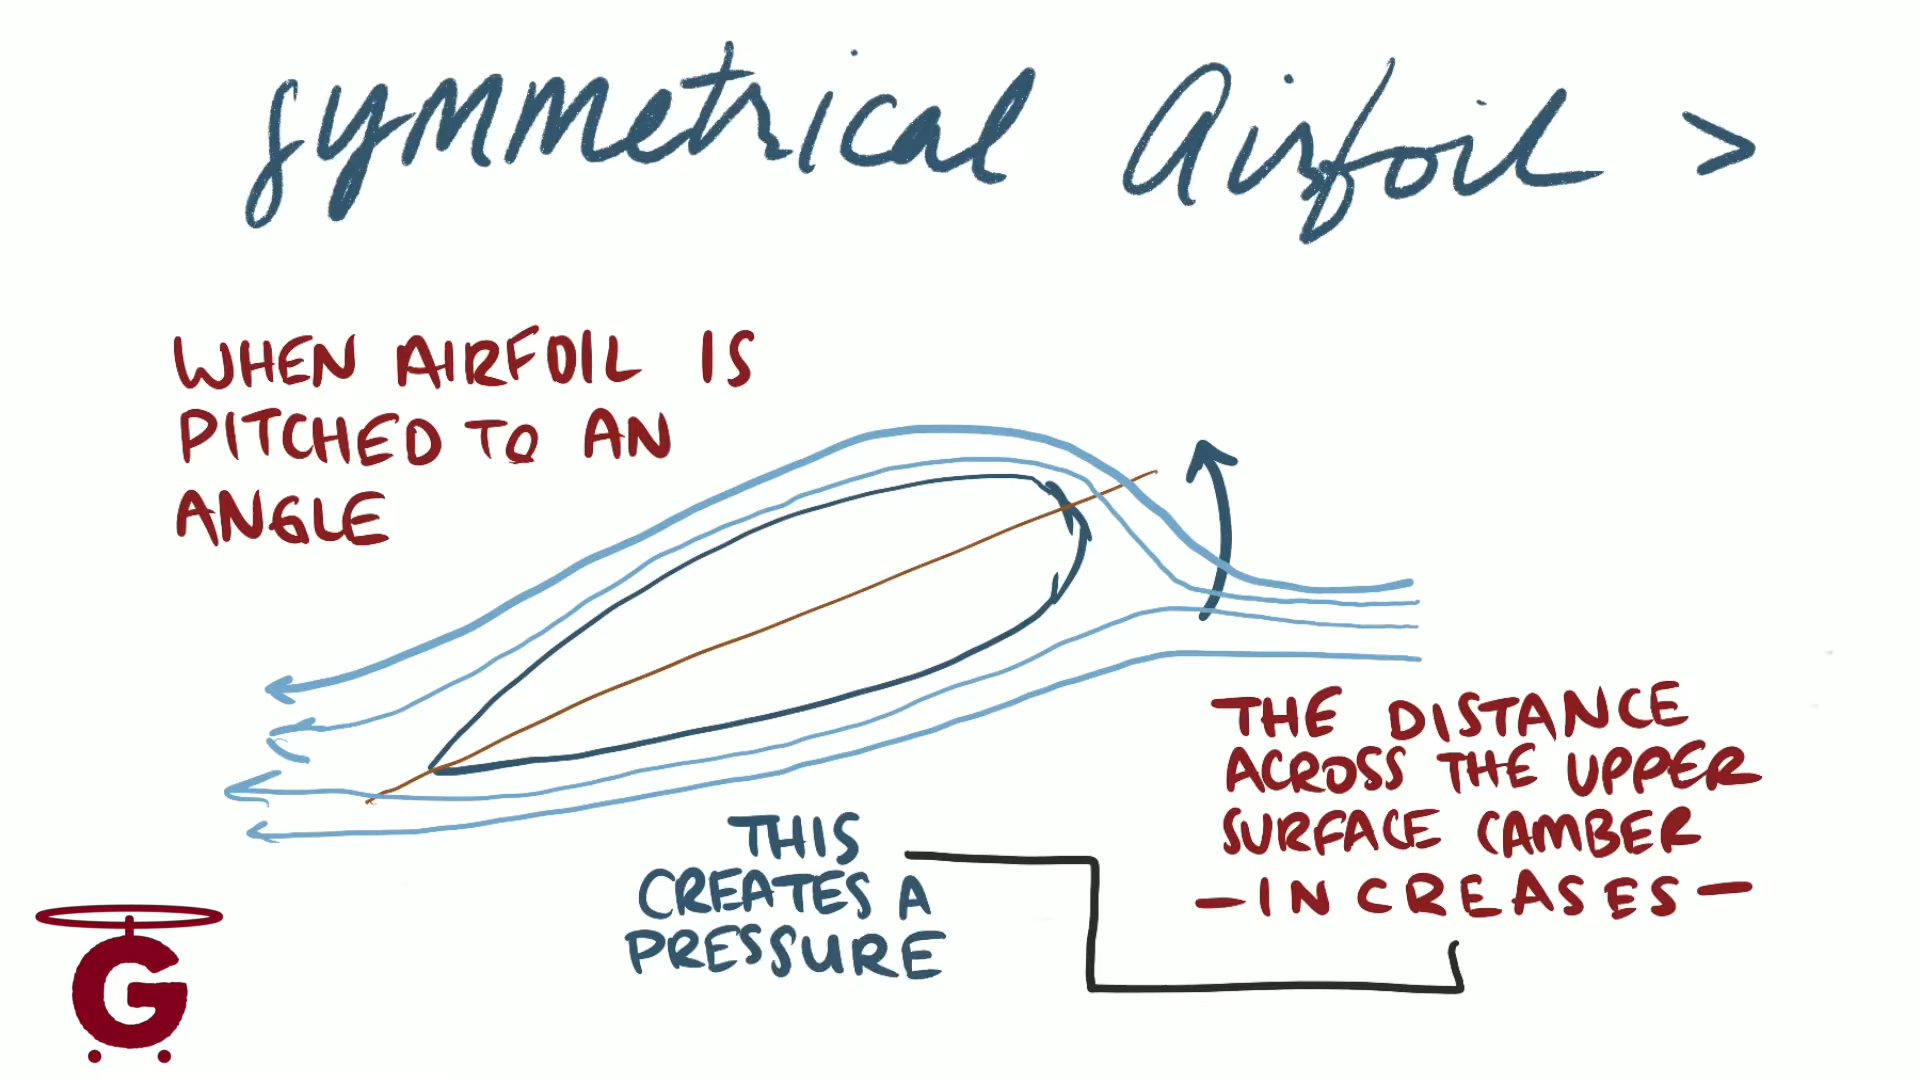 symmetrical Airfoil >
WHEN AIRFOIL IS
PITCHED TO AN
ANGLE
THE DISTANCE
ACROSS THE UPPER
SURFACE CAMBER
-INCREASES-
THIS
CREATES A
PRESSURE
G